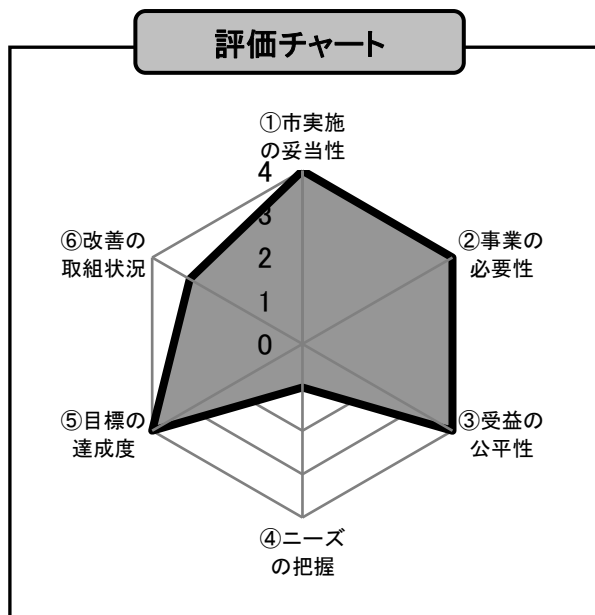 評価チャート
①市実施
の妥当性
4
3
2
1
0
②事業の
必要性
③受益の
公平性
④ニーズ
の把握
⑤目標の
達成度
⑥改善の
取組状況